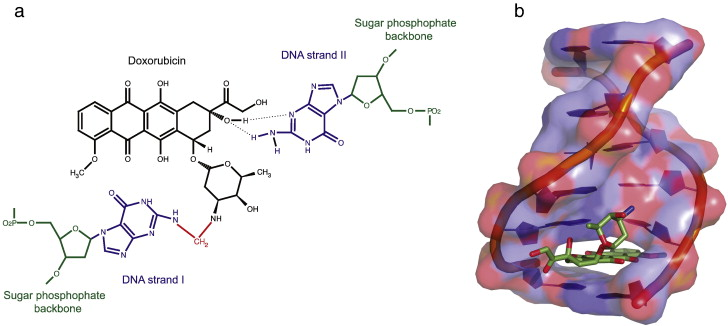 a
b
Sugar phosphophate
backbone
Doxorubicin
DNA strand II
O OH O
OH
O
N
N
O
O
PO₂
O H
N
H N
H
NH
O
O OH O
H₃C
O H
O
CH₃
OH
NH
O
NH
O₂P O
O
N
N
N
N
H
CH₂
O
DNA strand I
Sugar phosphophate
backbone